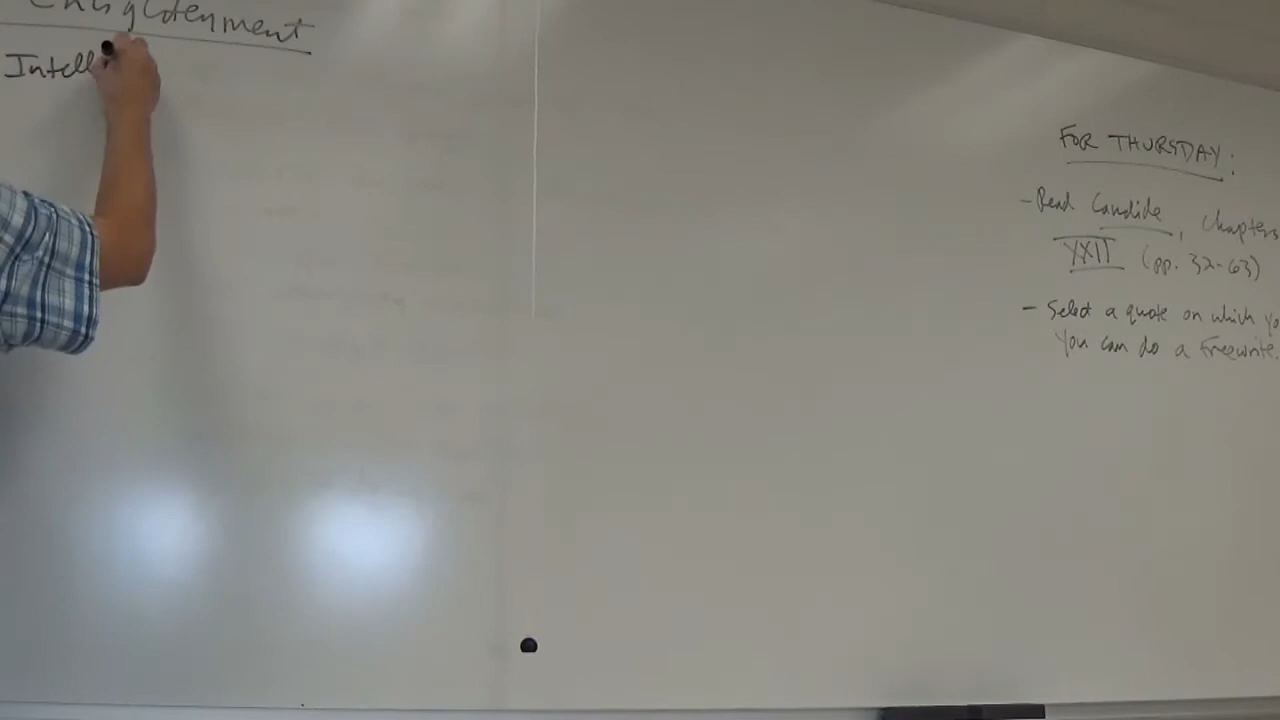 Enlightenment
Intell
FOR THURSDAY:
- Read Candide, Chapters
XXII (pp. 32-63)
- Select a quote on which yo
you can do a Freewrite.